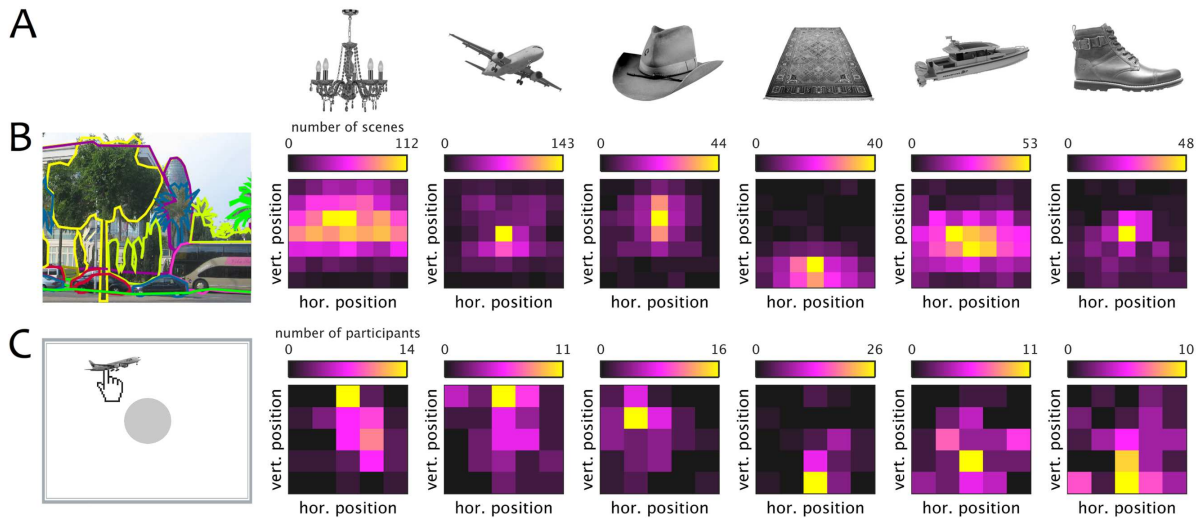 A
B
number of scenes
0 112
0 143
0 44
0 40
0 53
0 48
vert. position
vert. position
vert. position
vert. position
vert. position
vert. position
hor. position
hor. position
hor. position
hor. position
hor. position
hor. position
C
number of participants
0 14
0 11
0 16
0 26
0 11
0 10
vert. position
vert. position
vert. position
vert. position
vert. position
vert. position
hor. position
hor. position
hor. position
hor. position
hor. position
hor. position